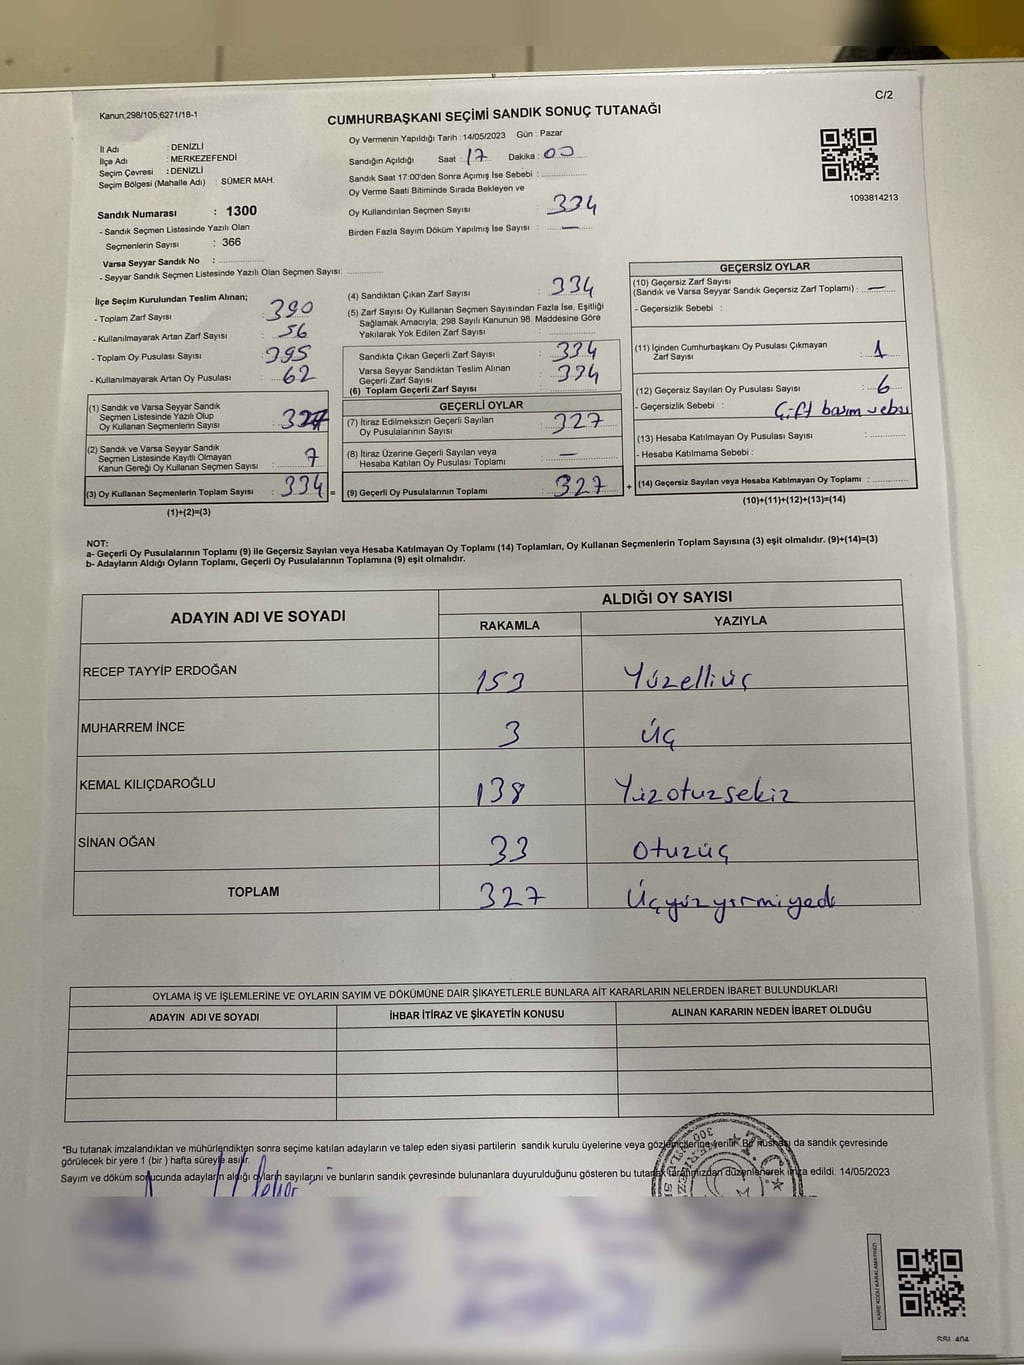 C/2
Kanun;298/105;6271/18-1
CUMHURBAŞKANI SEÇİMİ SANDIK SONUÇ TUTANAĞI
İl Adı : DENİZLİ
İlçe Adı : MERKEZEFENDİ
Seçim Çevresi : DENİZLİ
Seçim Bölgesi (Mahalle Adı) : SÜMER MAH.
Sandık Numarası : 1300
- Sandık Seçmen Listesinde Yazılı Olan
Seçmenlerin Sayısı : 366
Varsa Seyyar Sandık No :
- Seyyar Sandık Seçmen Listesinde Yazılı Olan Seçmen Sayısı:
Oy Vermenin Yapıldığı Tarih : 14/05/2023 Gün : Pazar
Sandığın Açıldığı Saat : 17 Dakika : 00
Sandık Saat 17:00'den Sonra Açımış İse Sebebi :
Oy Verme Saati Bitiminde Sırada Bekleyen ve
Oy Kullandırılan Seçmen Sayısı : 334
Birden Fazla Sayım Döküm Yapılmış İse Sayısı : —
1093814213
İlçe Seçim Kurulundan Teslim Alınan;
- Toplam Zarf Sayısı : 390
- Kullanılmayarak Artan Zarf Sayısı : 56
- Toplam Oy Pusulası Sayısı : 395
- Kullanılmayarak Artan Oy Pusulası : 62
(1) Sandık ve Varsa Seyyar Sandık
Seçmen Listesinde Yazılı Olup
Oy Kullanan Seçmenlerin Sayısı : 327
(2) Sandık ve Varsa Seyyar Sandık
Seçmen Listesinde Kayıtlı Olmayan
Kanun Gereği Oy Kullanan Seçmen Sayısı : 7
(3) Oy Kullanan Seçmenlerin Toplam Sayısı : 334 =
(1)+(2)=(3)
(4) Sandıktan Çıkan Zarf Sayısı : 334
(5) Zarf Sayısı Oy Kullanan Seçmen Sayısından Fazla İse, Eşitliği
Sağlamak Amacıyla; 298 Sayılı Kanunun 98. Maddesine Göre
Yakılarak Yok Edilen Zarf Sayısı :
Sandıkta Çıkan Geçerli Zarf Sayısı : 334
Varsa Seyyar Sandıktan Teslim Alınan
Geçerli Zarf Sayısı : 334
(6) Toplam Geçerli Zarf Sayısı :
GEÇERLİ OYLAR
(7) İtiraz Edilmeksizin Geçerli Sayılan
Oy Pusulalarının Sayısı : 327
(8) İtiraz Üzerine Geçerli Sayılan veya
Hesaba Katılan Oy Pusulası Toplamı : —
(9) Geçerli Oy Pusulalarının Toplamı : 327 +
GEÇERSİZ OYLAR
(10) Geçersiz Zarf Sayısı
(Sandık ve Varsa Seyyar Sandık Geçersiz Zarf Toplamı) : —
- Geçersizlik Sebebi :
(11) İçinden Cumhurbaşkanı Oy Pusulası Çıkmayan
Zarf Sayısı : 1
(12) Geçersiz Sayılan Oy Pusulası Sayısı : 6
- Geçersizlik Sebebi : Çift basım vebs
(13) Hesaba Katılmayan Oy Pusulası Sayısı :
- Hesaba Katılmama Sebebi :
(14) Geçersiz Sayılan veya Hesaba Katılmayan Oy Toplamı :
(10)+(11)+(12)+(13)=(14)
NOT:
a- Geçerli Oy Pusulalarının Toplamı (9) ile Geçersiz Sayılan veya Hesaba Katılmayan Oy Toplamı (14) Toplamları, Oy Kullanan Seçmenlerin Toplam Sayısına (3) eşit olmalıdır. (9)+(14)=(3)
b- Adayların Aldığı Oyların Toplamı, Geçerli Oy Pusulalarının Toplamına (9) eşit olmalıdır.
ADAYIN ADI VE SOYADI
ALDIĞI OY SAYISI
RAKAMLA YAZIYLA
RECEP TAYYİP ERDOĞAN 153 Yüzelliüç
MUHARREM İNCE 3 üç
KEMAL KILIÇDAROĞLU 138 Yüzotuzsekiz
SİNAN OĞAN 33 otuzüç
TOPLAM 327 Üçyüzyirmiyedi
OYLAMA İŞ VE İŞLEMLERİNE VE OYLARIN SAYIM VE DÖKÜMÜNE DAİR ŞİKAYETLERLE BUNLARA AİT KARARLARIN NELERDEN İBARET BULUNDUKLARI
ADAYIN ADI VE SOYADI İHBAR İTİRAZ VE ŞİKAYETİN KONUSU ALINAN KARARIN NEDEN İBARET OLDUĞU
*Bu tutanak imzalandıktan ve mühürlendikten sonra seçime katılan adayların ve talep eden siyasi partilerin sandık kurulu üyelerine veya gözlemcilerine verilir. Bir nüshası da sandık çevresinde
görülecek bir yere 1 (bir ) hafta süreyle asılır.
Sayım ve döküm sonucunda adayların aldığı oyların sayılarını ve bunların sandık çevresinde bulunanlara duyurulduğunu gösteren bu tutanak tarafımızdan düzenlenerek imza edildi. 14/05/2023